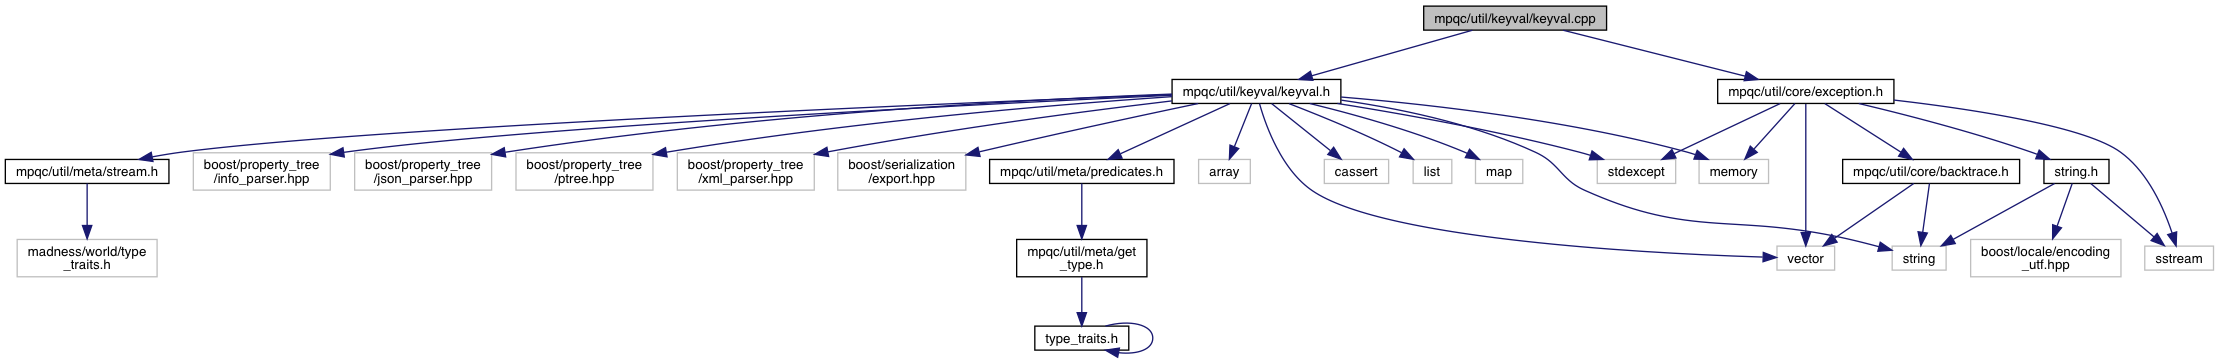 mpqc/util/keyval/keyval.cpp
mpqc/util/keyval/keyval.h
mpqc/util/core/exception.h
mpqc/util/meta/stream.h
boost/property_tree
/info_parser.hpp
boost/property_tree
/json_parser.hpp
boost/property_tree
/ptree.hpp
boost/property_tree
/xml_parser.hpp
boost/serialization
/export.hpp
mpqc/util/meta/predicates.h
array
cassert
list
map
stdexcept
memory
mpqc/util/core/backtrace.h
string.h
madness/world/type
_traits.h
mpqc/util/meta/get
_type.h
vector
string
boost/locale/encoding
_utf.hpp
sstream
type_traits.h